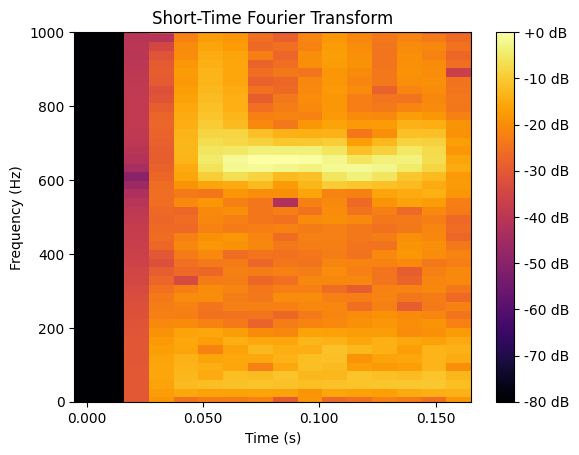 Short-Time Fourier Transform
1000
800
600
400
200
0
Frequency (Hz)
0.000
0.050
0.100
0.150
Time (s)
+0 dB
-10 dB
-20 dB
-30 dB
-40 dB
-50 dB
-60 dB
-70 dB
-80 dB